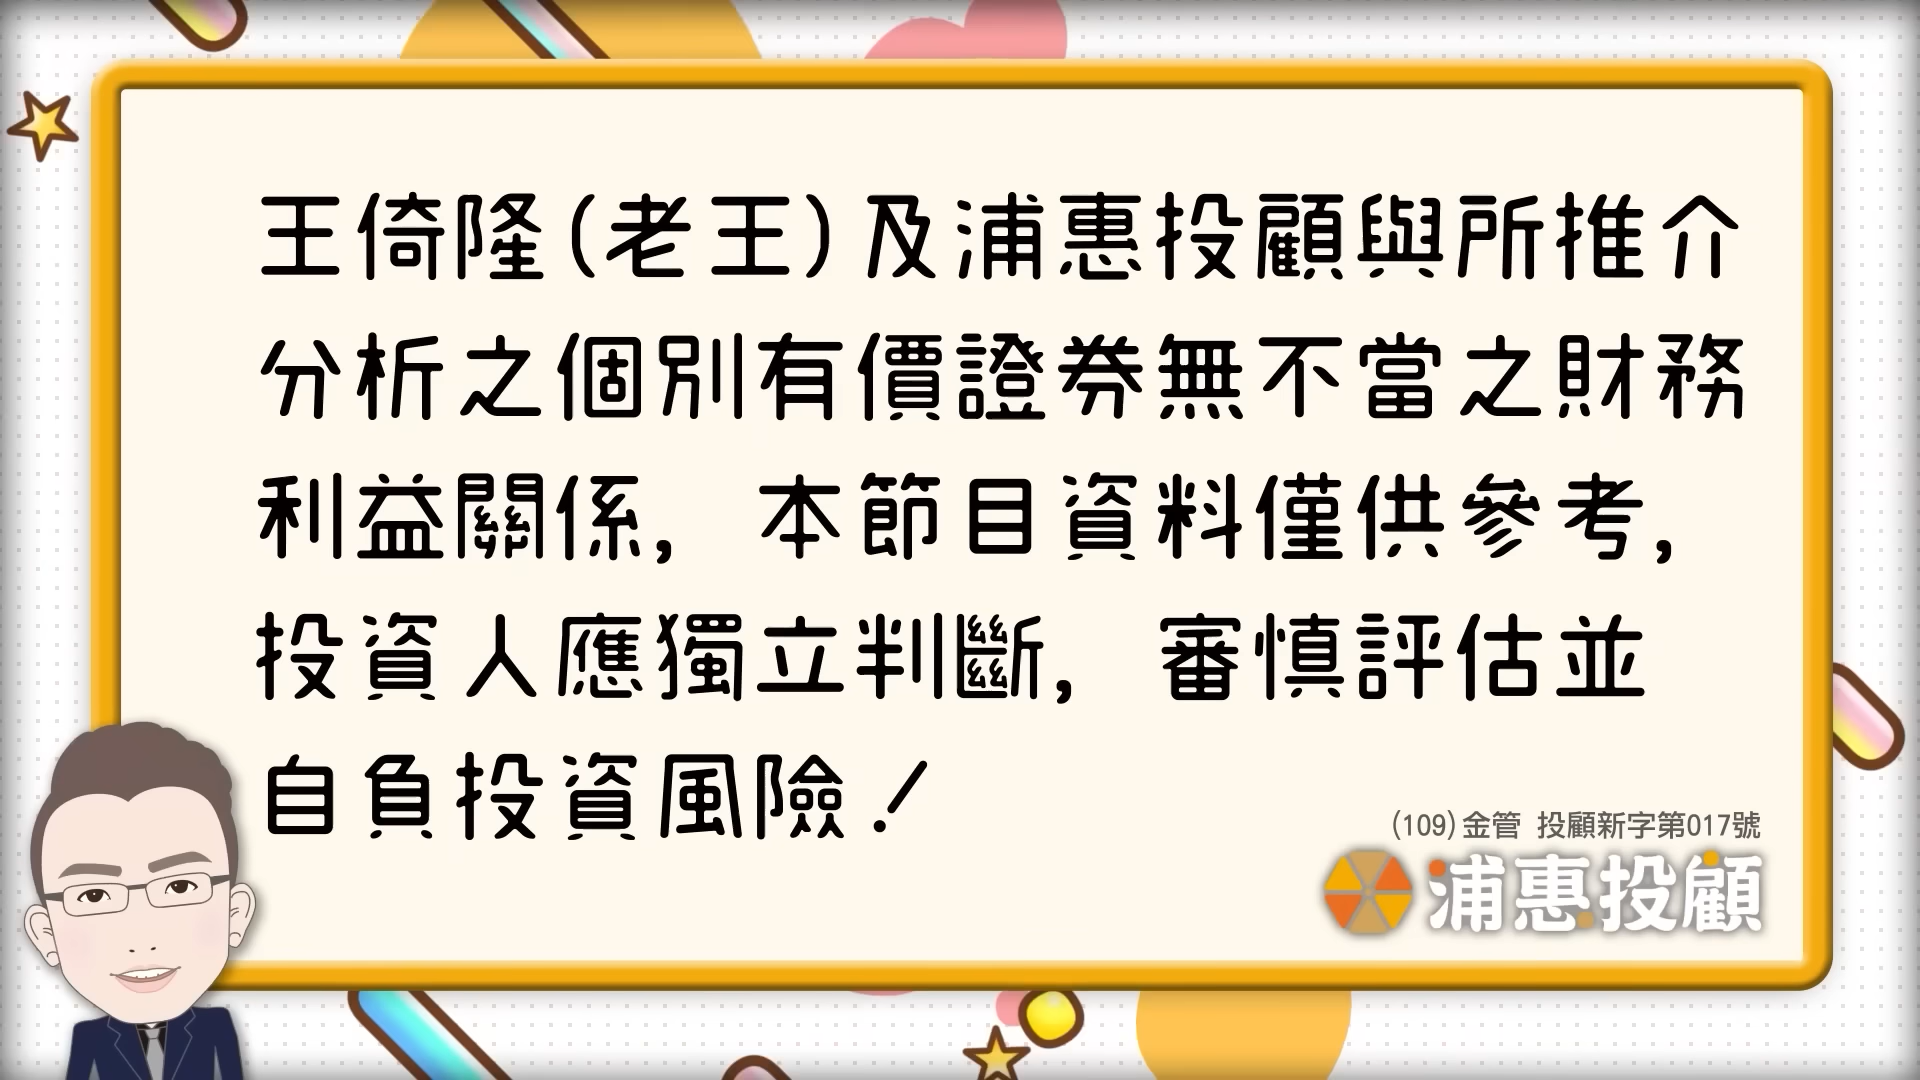 王倚隆(老王)及浦惠投顧與所推介
分析之個別有價證券無不當之財務
利益關係，本節目資料僅供參考，
投資人應獨立判斷，審慎評估並
自負投資風險！
(109)金管 投顧新字第017號
浦惠投顧